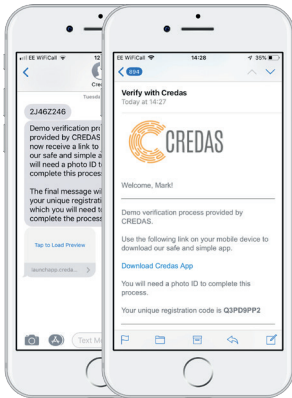 EE WiFiCall
12
Cre
Tuesd
2J46Z246
Demo verification pr
provided by CREDAS
now receive a link to
our safe and simple a
will need a photo ID t
complete this proces
The final message wi
your unique registrati
which you will need t
complete the process
Tap to Load Preview
launchapp.creda...
Text M
EE WiFiCall
14:28
35%
894
Verify with Credas
Today at 14:27
CREDAS
Welcome, Mark!
Demo verification process provided by
CREDAS.
Use the following link on your mobile device to
download our safe and simple app.
Download Credas App
You will need a photo ID to complete this
process.
Your unique registration code is Q3PD9PP2